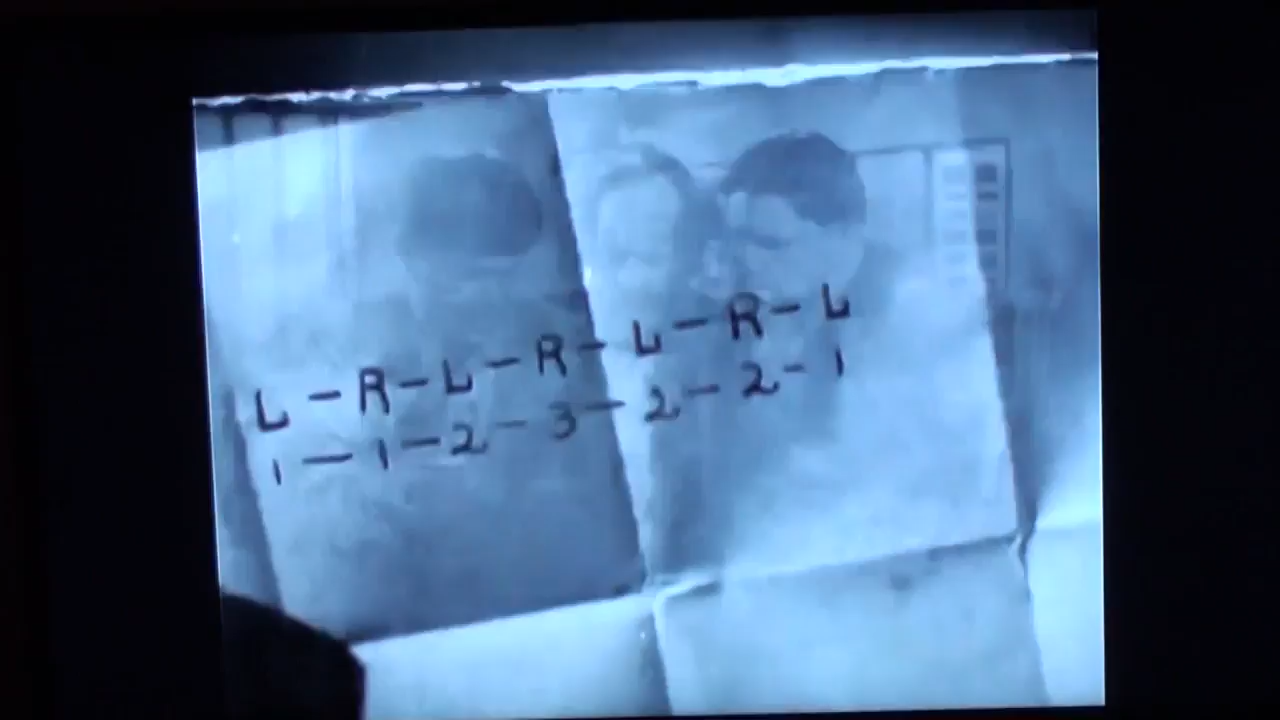 L – R – L – R – L – R – L
1 – 1 – 2 – 3 – 2 – 2 – 1